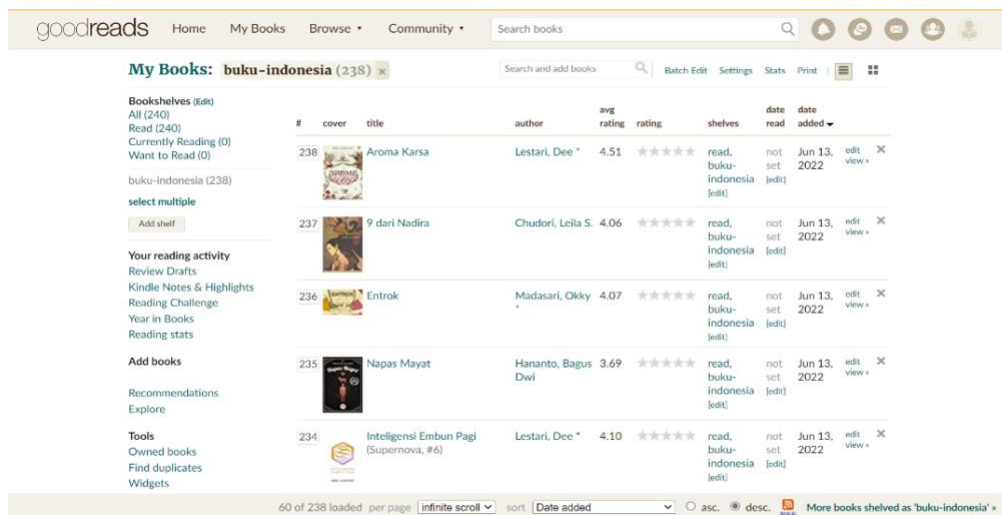 goodreads Home My Books Browse ▾ Community ▾ Search books
My Books: buku-indonesia (238) × Search and add books Batch Edit Settings Stats Print
Bookshelves (Edit)
All (240)
Read (240)
Currently Reading (0)
Want to Read (0)
buku-indonesia (238)
select multiple
Add shelf
Your reading activity
Review Drafts
Kindle Notes & Highlights
Reading Challenge
Year in Books
Reading stats
Add books
Recommendations
Explore
Tools
Owned books
Find duplicates
Widgets
# cover title author avg rating rating shelves date read date added ▾
238 Aroma Karsa Lestari, Dee * 4.51 read, not Jun 13, edit ×
buku- set 2022 view »
indonesia [edit]
[edit]
237 9 dari Nadira Chudori, Leila S. 4.06 read, not Jun 13, edit ×
buku- set 2022 view »
indonesia [edit]
[edit]
236 Entrok Madasari, Okky 4.07 read, not Jun 13, edit ×
* buku- set 2022 view »
indonesia [edit]
[edit]
235 Napas Mayat Hananto, Bagus 3.69 read, not Jun 13, edit ×
Dwi buku- set 2022 view »
indonesia [edit]
[edit]
234 Inteligensi Embun Pagi Lestari, Dee * 4.10 read, not Jun 13, edit ×
(Supernova, #6) buku- set 2022 view »
indonesia [edit]
[edit]
60 of 238 loaded per page infinite scroll sort Date added asc. desc. RSS More books shelved as 'buku-indonesia' »